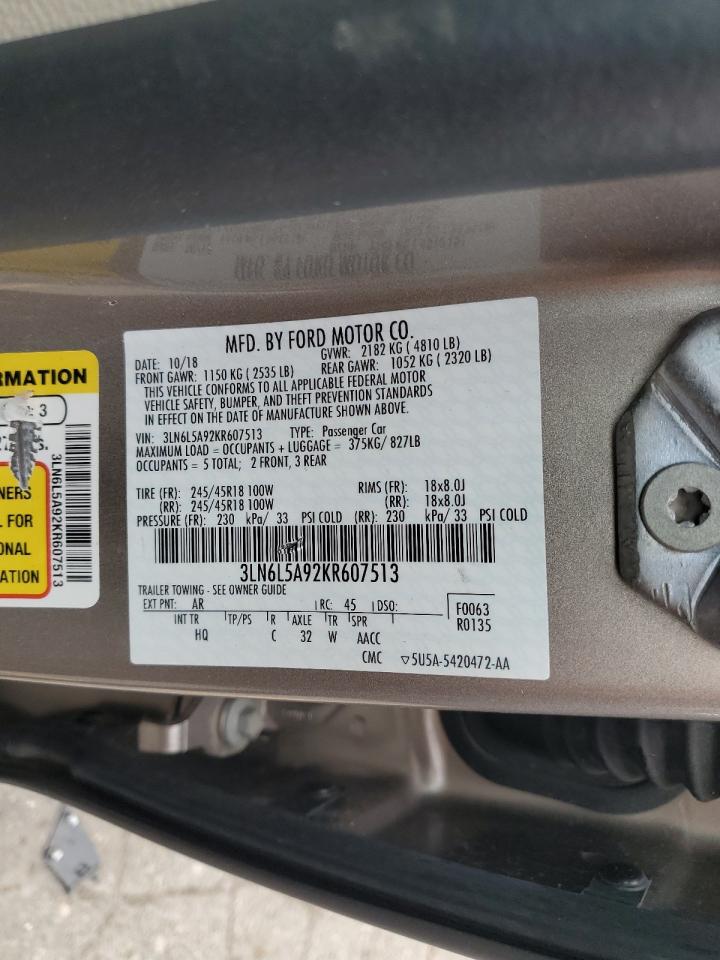 MFD. BY FORD MOTOR CO.
DATE: 10/18 GVWR: 2182 KG ( 4810 LB)
FRONT GAWR: 1150 KG ( 2535 LB) REAR GAWR: 1052 KG ( 2320 LB)
THIS VEHICLE CONFORMS TO ALL APPLICABLE FEDERAL MOTOR
VEHICLE SAFETY, BUMPER, AND THEFT PREVENTION STANDARDS
IN EFFECT ON THE DATE OF MANUFACTURE SHOWN ABOVE.
VIN: 3LN6L5A92KR607513 TYPE: Passenger Car
MAXIMUM LOAD = OCCUPANTS + LUGGAGE = 375KG/ 827LB
OCCUPANTS = 5 TOTAL; 2 FRONT, 3 REAR
TIRE (FR): 245/45R18 100W RIMS (FR): 18x8.0J
(RR): 245/45R18 100W (RR): 18x8.0J
PRESSURE (FR): 230 kPa/ 33 PSI COLD (RR): 230 kPa/ 33 PSI COLD
3LN6L5A92KR607513
TRAILER TOWING - SEE OWNER GUIDE
EXT PNT: AR RC: 45 DSO: F0063
INT TR TP/PS R AXLE TR SPR R0135
HQ C 32 W AACC
CMC ▽5U5A-5420472-AA
RMATION
: 3
NERS
L FOR
ONAL
ATION
3LN6L5A92KR607513